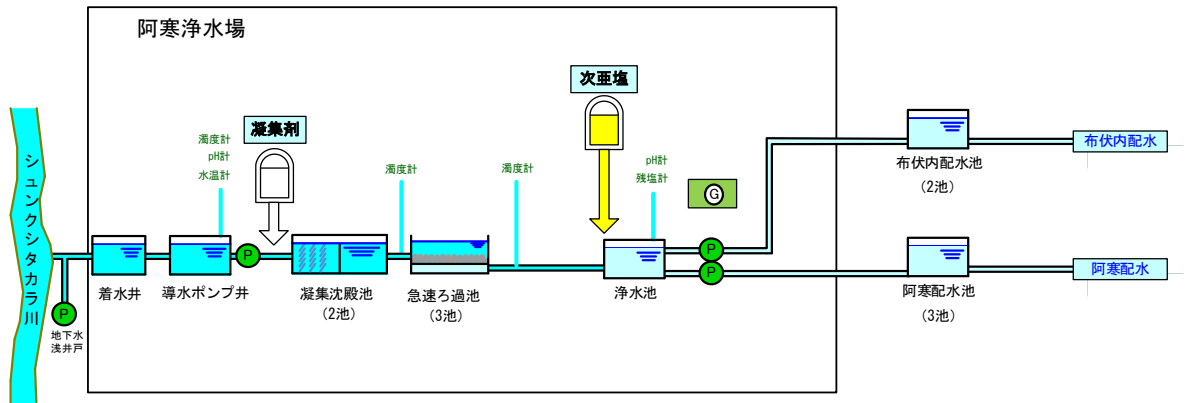 阿寒浄水場
次亜塩
凝集剤
濁度計
pH計
水温計
濁度計
濁度計
pH計
残塩計
G
布伏内配水
布伏内配水池
(2池)
シュンクシタカラ川
P
P
P
P
着水井
導水ポンプ井
凝集沈殿池
(2池)
急速ろ過池
(3池)
浄水池
阿寒配水
阿寒配水池
(3池)
地下水
浅井戸